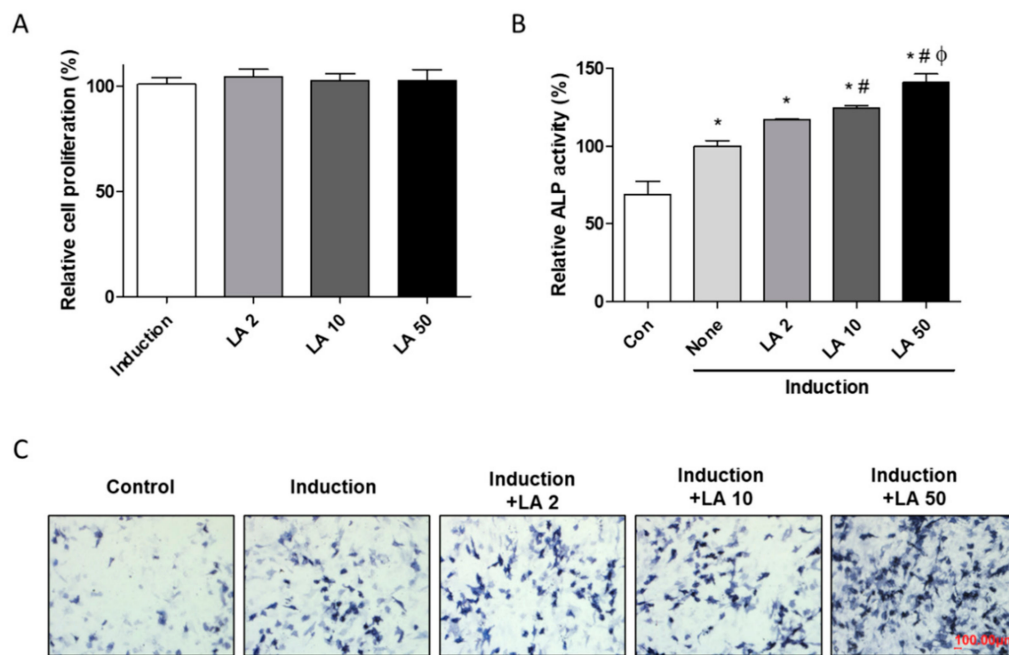 A
Relative cell proliferation (%)
100
50
0
Induction
LA 2
LA 10
LA 50
B
Relative ALP activity (%)
150
100
50
0
*
*
* #
* # ϕ
Con
None
LA 2
LA 10
LA 50
Induction
C
Control
Induction
Induction
+LA 2
Induction
+LA 10
Induction
+LA 50
100.00µm